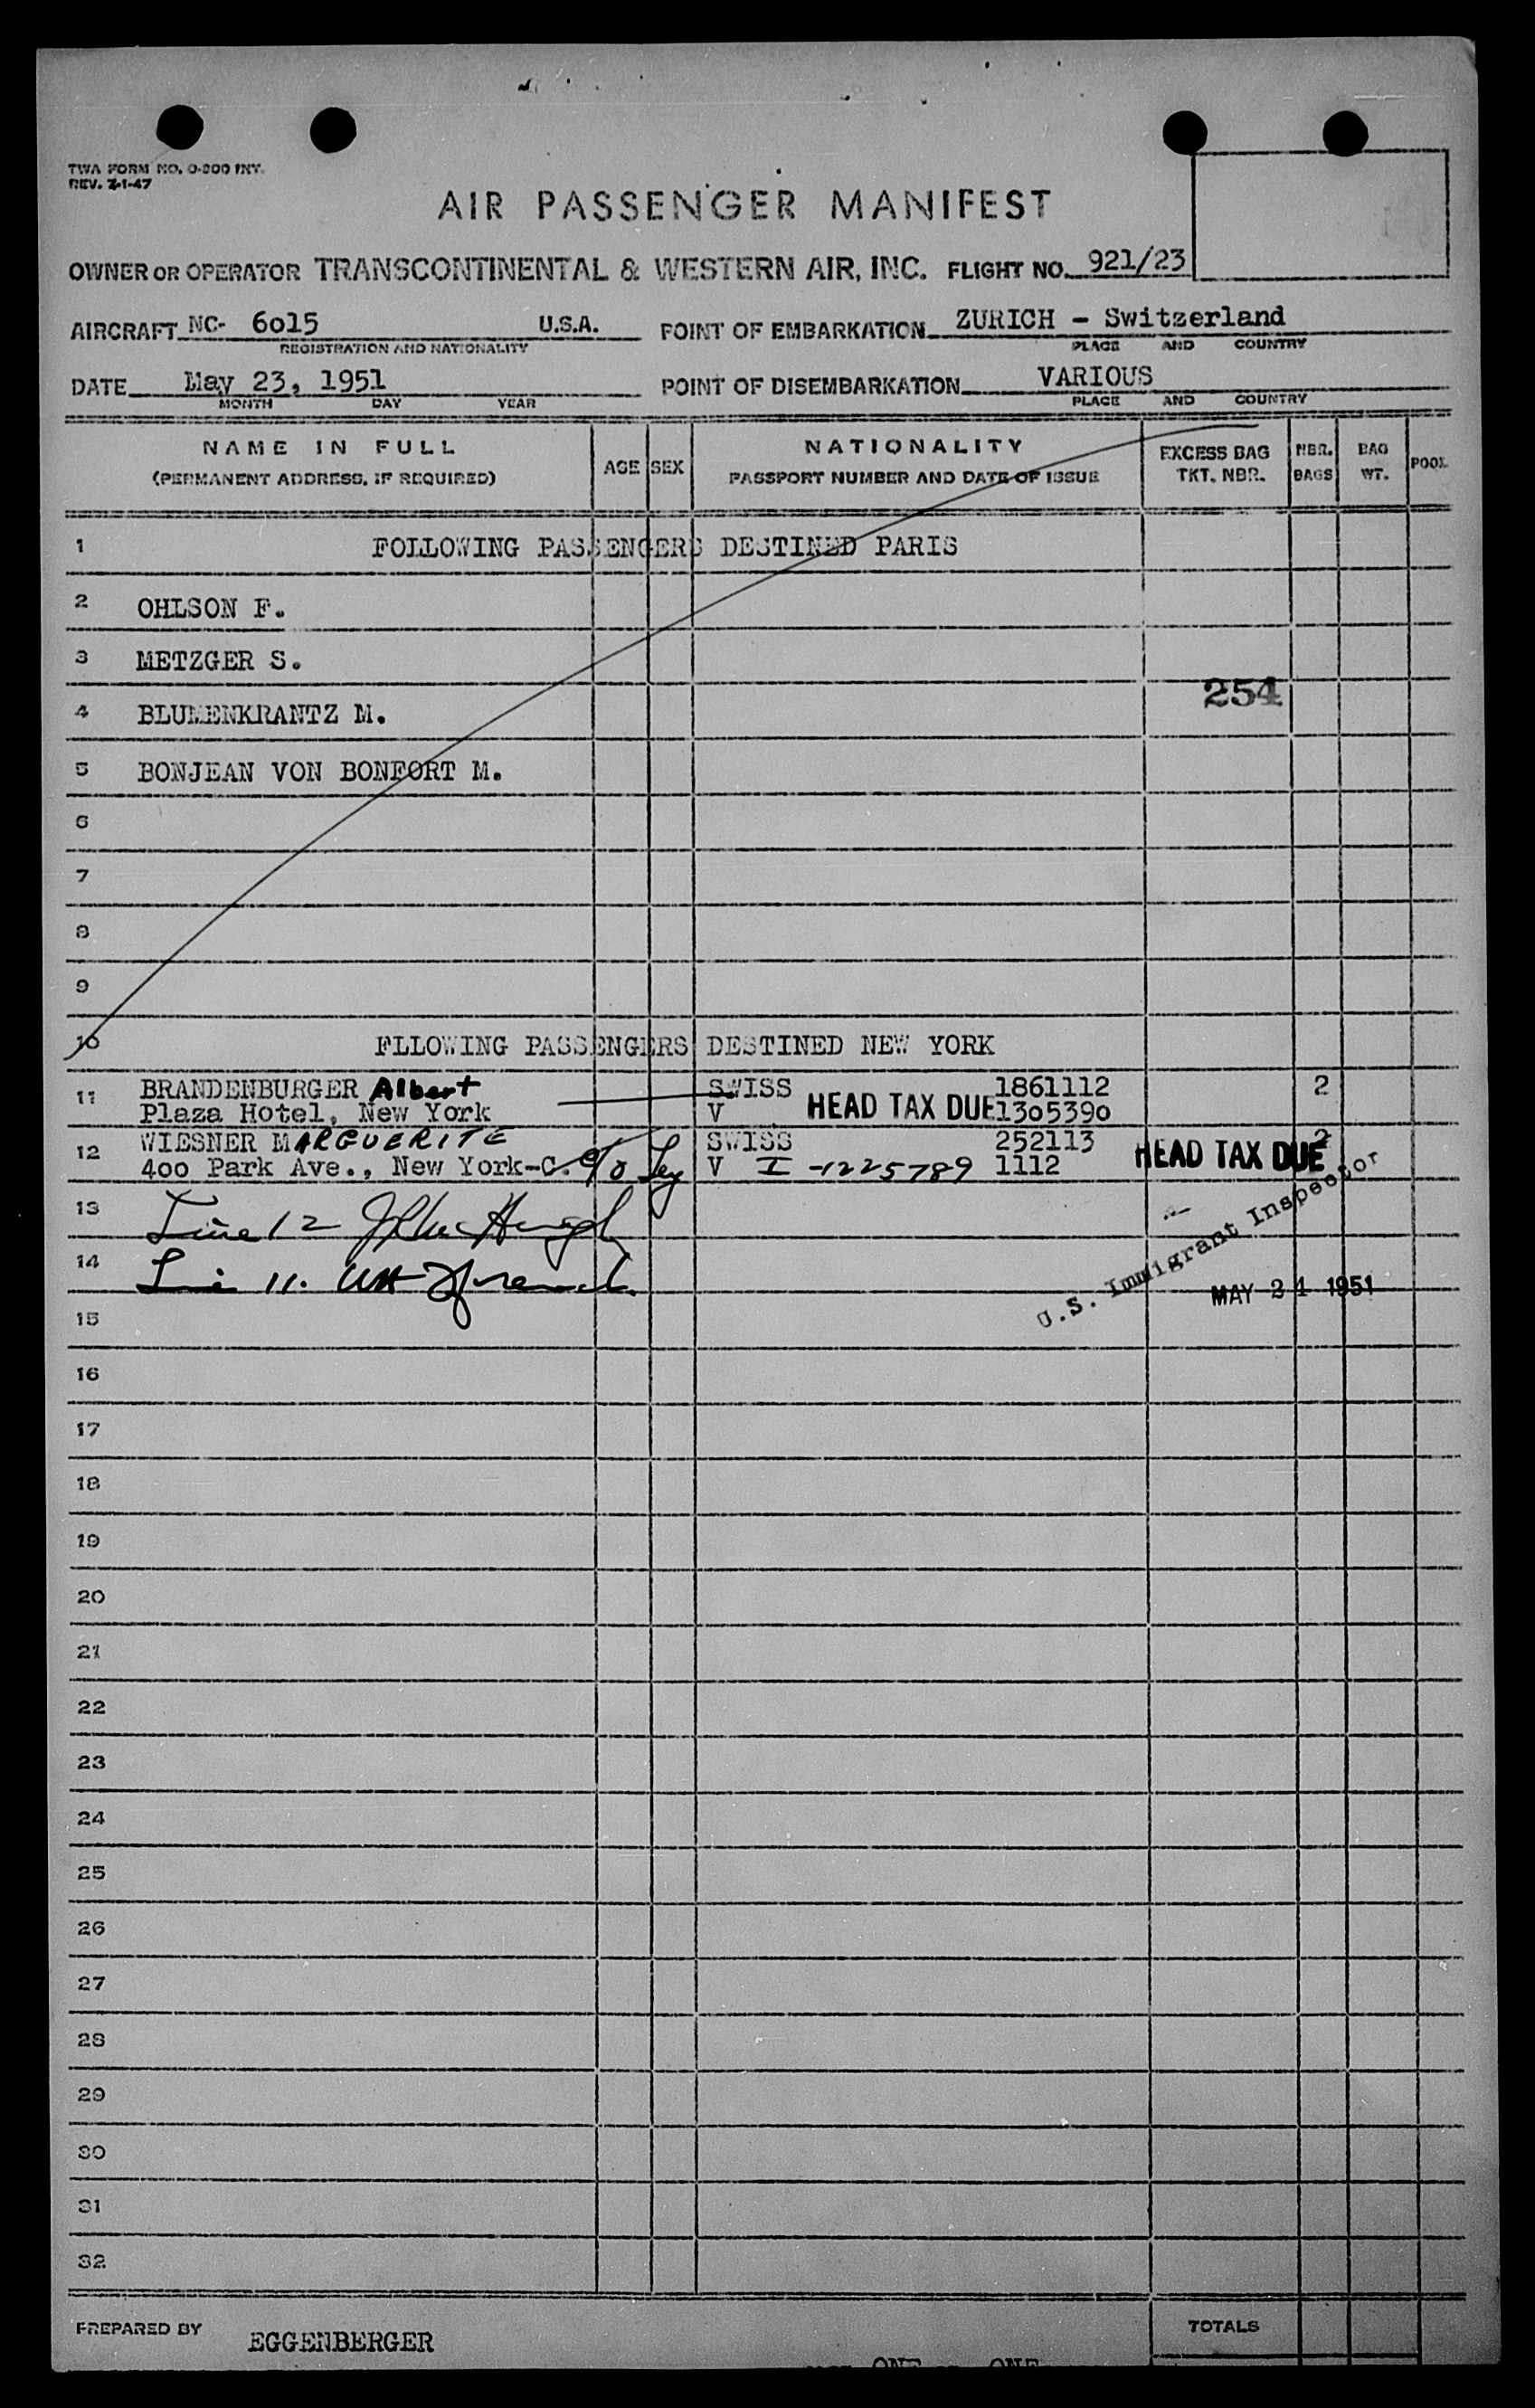 TWA FORM NO. O-200 INT.
REV. 7-1-47
AIR PASSENGER MANIFEST
OWNER OR OPERATOR TRANSCONTINENTAL & WESTERN AIR, INC. FLIGHT NO. 921/23
AIRCRAFT NC- 6o15 U.S.A. POINT OF EMBARKATION ZURICH - Switzerland
REGISTRATION AND NATIONALITY PLACE AND COUNTRY
DATE May 23, 1951 POINT OF DISEMBARKATION VARIOUS
MONTH DAY YEAR PLACE AND COUNTRY
NAME IN FULL AGE SEX NATIONALITY EXCESS BAG NBR. BAG POOL
(PERMANENT ADDRESS, IF REQUIRED) PASSPORT NUMBER AND DATE OF ISSUE TKT. NBR. BAGS WT.
1 FOLLOWING PASSENGERS DESTINED PARIS
2 OHLSON F.
3 METZGER S.
254
4 BLUMENKRANTZ M.
5 BONJEAN VON BONFORT M.
6
7
8
9
10 FLLOWING PASSENGERS DESTINED NEW YORK
11 BRANDENBURGER Albert SWISS 1861112 2
Plaza Hotel, New York V HEAD TAX DUE 13o539o
12 WIESNER MARGUERITE SWISS 252113 2
4oo Park Ave., New York-C. c/o V I-1225789 1112 HEAD TAX DUE
13 Line 12
U.S. Immigrant Inspector
14 Line 11.
MAY 24 1951
15
16
17
18
19
20
21
22
23
24
25
26
27
28
29
30
31
32
PREPARED BY EGGENBERGER TOTALS
ONE ONE